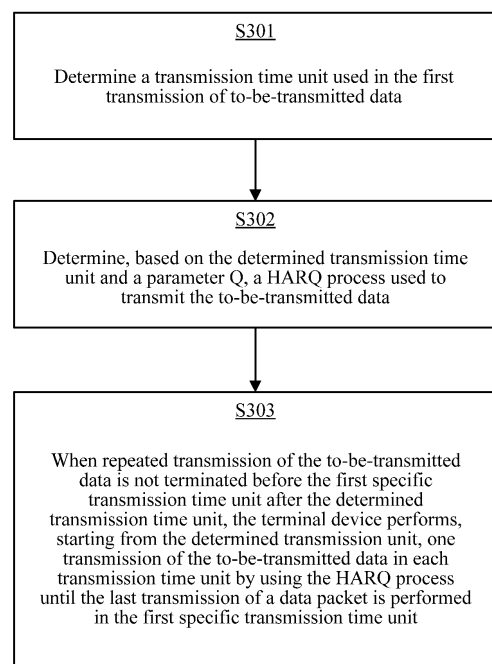 S301
Determine a transmission time unit used in the first
transmission of to-be-transmitted data
S302
Determine, based on the determined transmission time
unit and a parameter Q, a HARQ process used to
transmit the to-be-transmitted data
S303
When repeated transmission of the to-be-transmitted
data is not terminated before the first specific
transmission time unit after the determined
transmission time unit, the terminal device performs,
starting from the determined transmission unit, one
transmission of the to-be-transmitted data in each
transmission time unit by using the HARQ process
until the last transmission of a data packet is performed
in the first specific transmission time unit